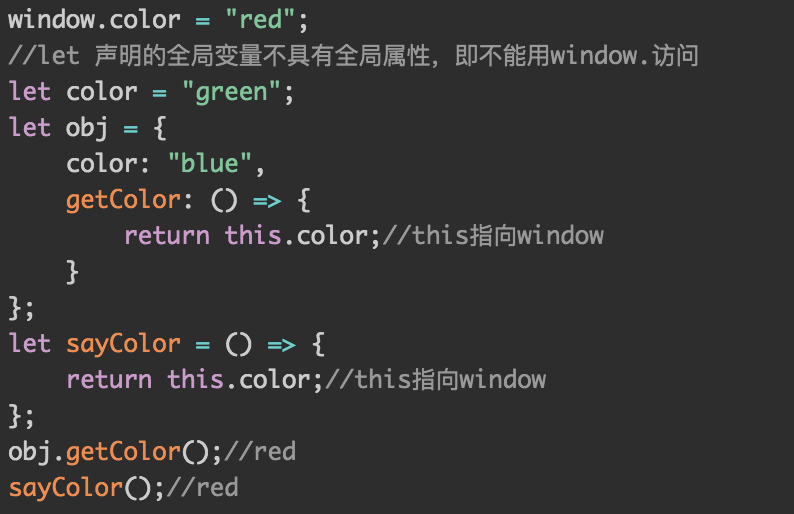 window.color = "red";
//let 声明的全局变量不具有全局属性，即不能用window.访问
let color = "green";
let obj = {
    color: "blue",
    getColor: () => {
        return this.color;//this指向window
    }
};
let sayColor = () => {
    return this.color;//this指向window
};
obj.getColor();//red
sayColor();//red